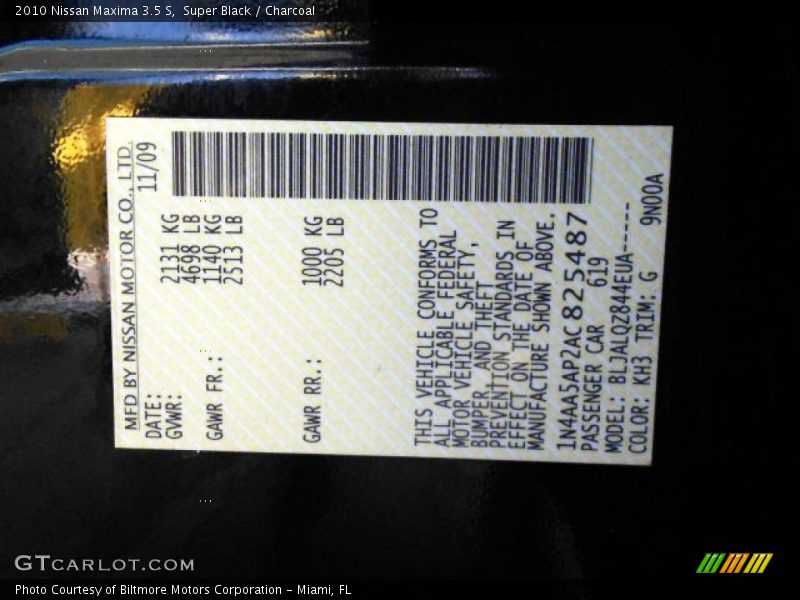 2010 Nissan Maxima 3.5 S, Super Black / Charcoal
MFD BY NISSAN MOTOR CO., LTD.
DATE: 11/09
GVWR: 2131 KG
4698 LB
GAWR FR.: 1140 KG
2513 LB
GAWR RR.: 1000 KG
2205 LB
THIS VEHICLE CONFORMS TO
ALL APPLICABLE FEDERAL
MOTOR VEHICLE SAFETY,
BUMPER, AND THEFT
PREVENTION STANDARDS IN
EFFECT ON THE DATE OF
MANUFACTURE SHOWN ABOVE.
1N4AA5AP2AC825487
PASSENGER CAR 619
MODEL: BLJALQZ844EUA-----
COLOR: KH3 TRIM: G 9N00A
GTCARLOT.COM
Photo Courtesy of Biltmore Motors Corporation - Miami, FL